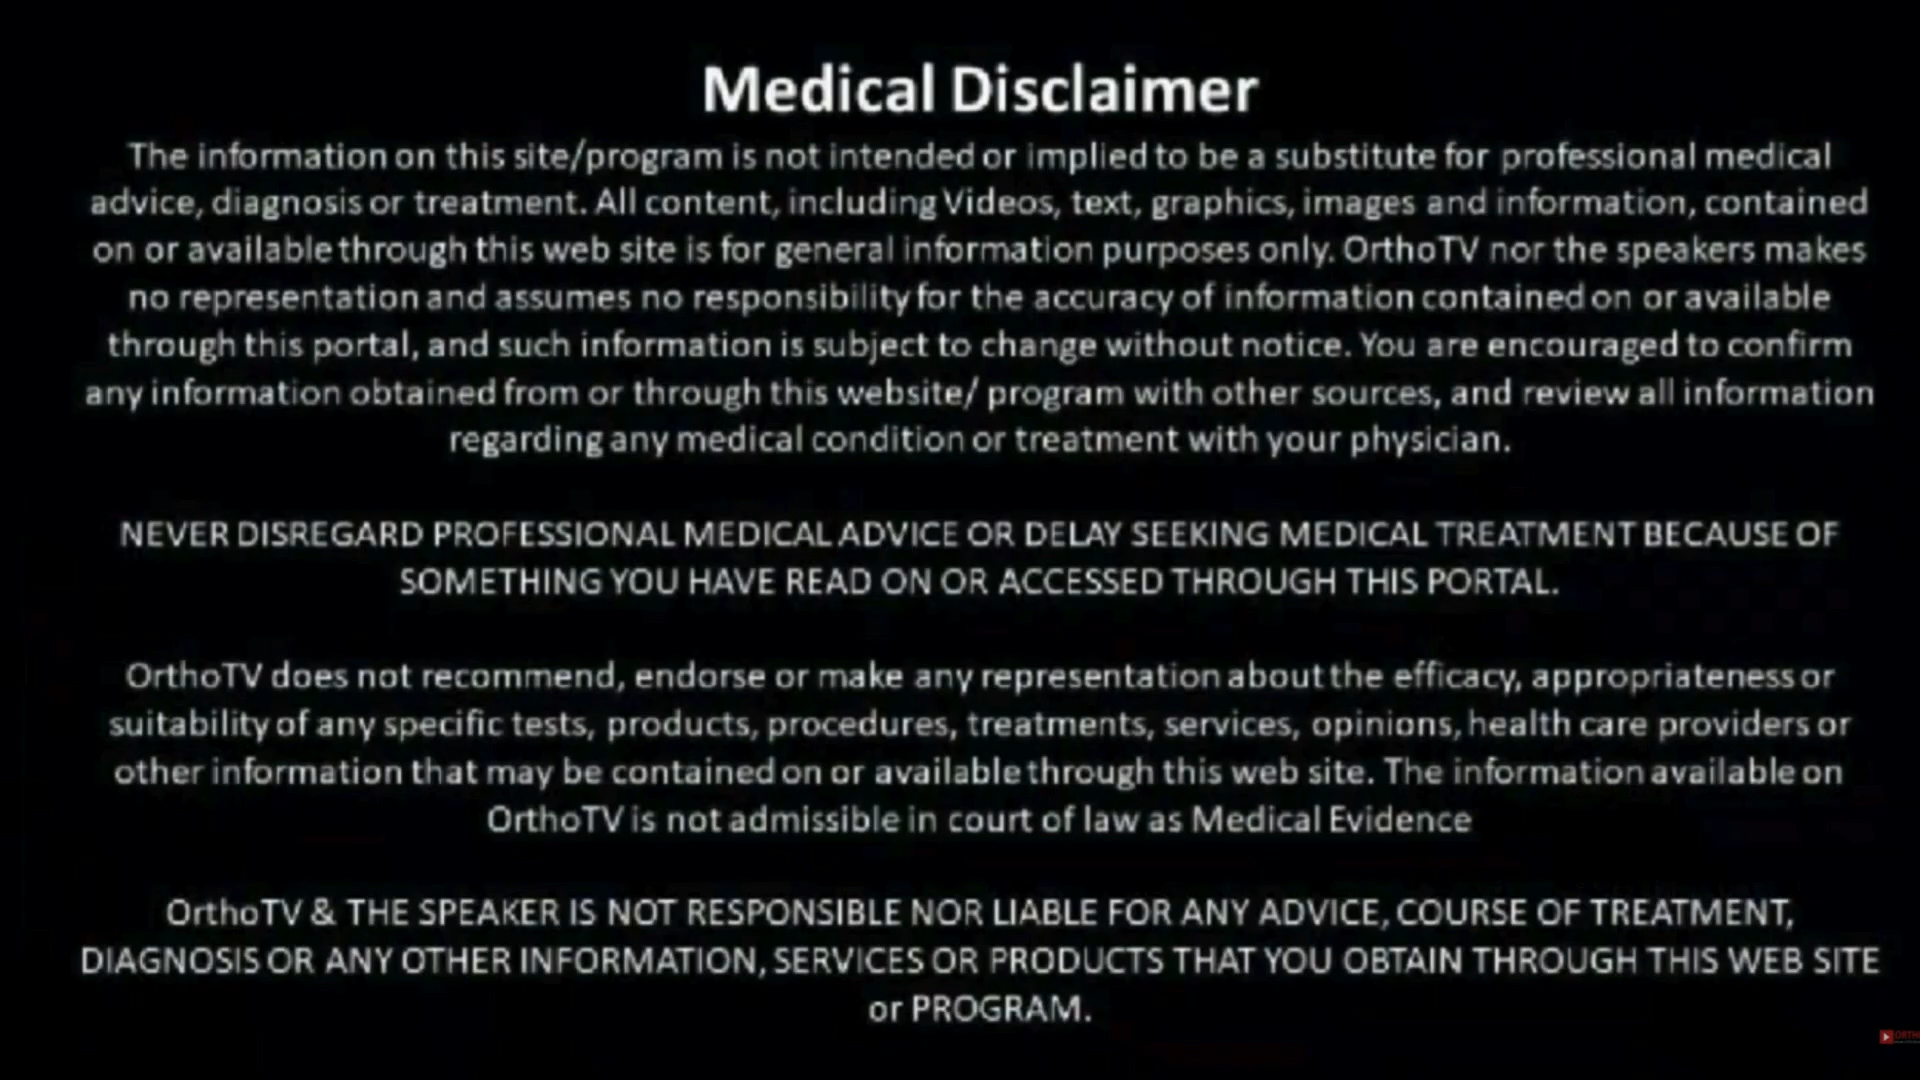 Medical Disclaimer
The information on this site/program is not intended or implied to be a substitute for professional medical
advice, diagnosis or treatment. All content, including Videos, text, graphics, images and information, contained
on or available through this web site is for general information purposes only. OrthoTV nor the speakers makes
no representation and assumes no responsibility for the accuracy of information contained on or available
through this portal, and such information is subject to change without notice. You are encouraged to confirm
any information obtained from or through this website/ program with other sources, and review all information
regarding any medical condition or treatment with your physician.
NEVER DISREGARD PROFESSIONAL MEDICAL ADVICE OR DELAY SEEKING MEDICAL TREATMENT BECAUSE OF
SOMETHING YOU HAVE READ ON OR ACCESSED THROUGH THIS PORTAL.
OrthoTV does not recommend, endorse or make any representation about the efficacy, appropriateness or
suitability of any specific tests, products, procedures, treatments, services, opinions, health care providers or
other information that may be contained on or available through this web site. The information available on
OrthoTV is not admissible in court of law as Medical Evidence
OrthoTV & THE SPEAKER IS NOT RESPONSIBLE NOR LIABLE FOR ANY ADVICE, COURSE OF TREATMENT,
DIAGNOSIS OR ANY OTHER INFORMATION, SERVICES OR PRODUCTS THAT YOU OBTAIN THROUGH THIS WEB SITE
or PROGRAM.